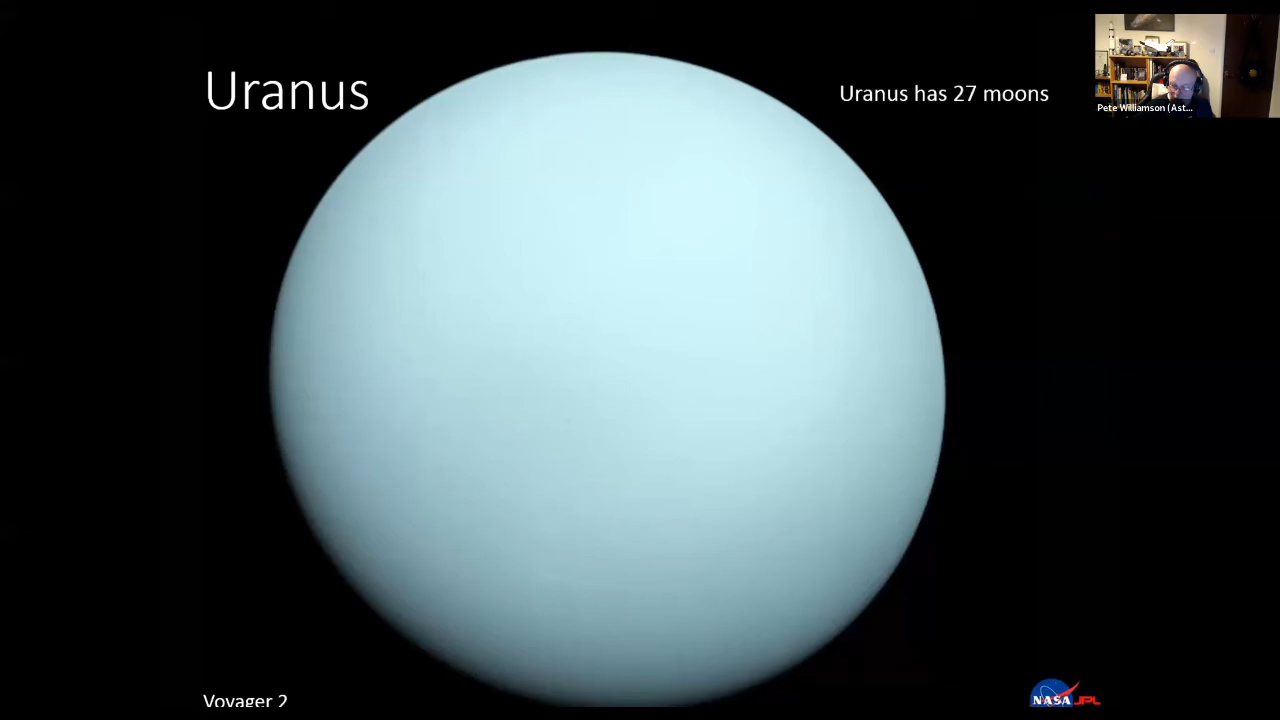 Uranus
Uranus has 27 moons
Pete Williamson (Ast...
Voyager 2
NASA JPL